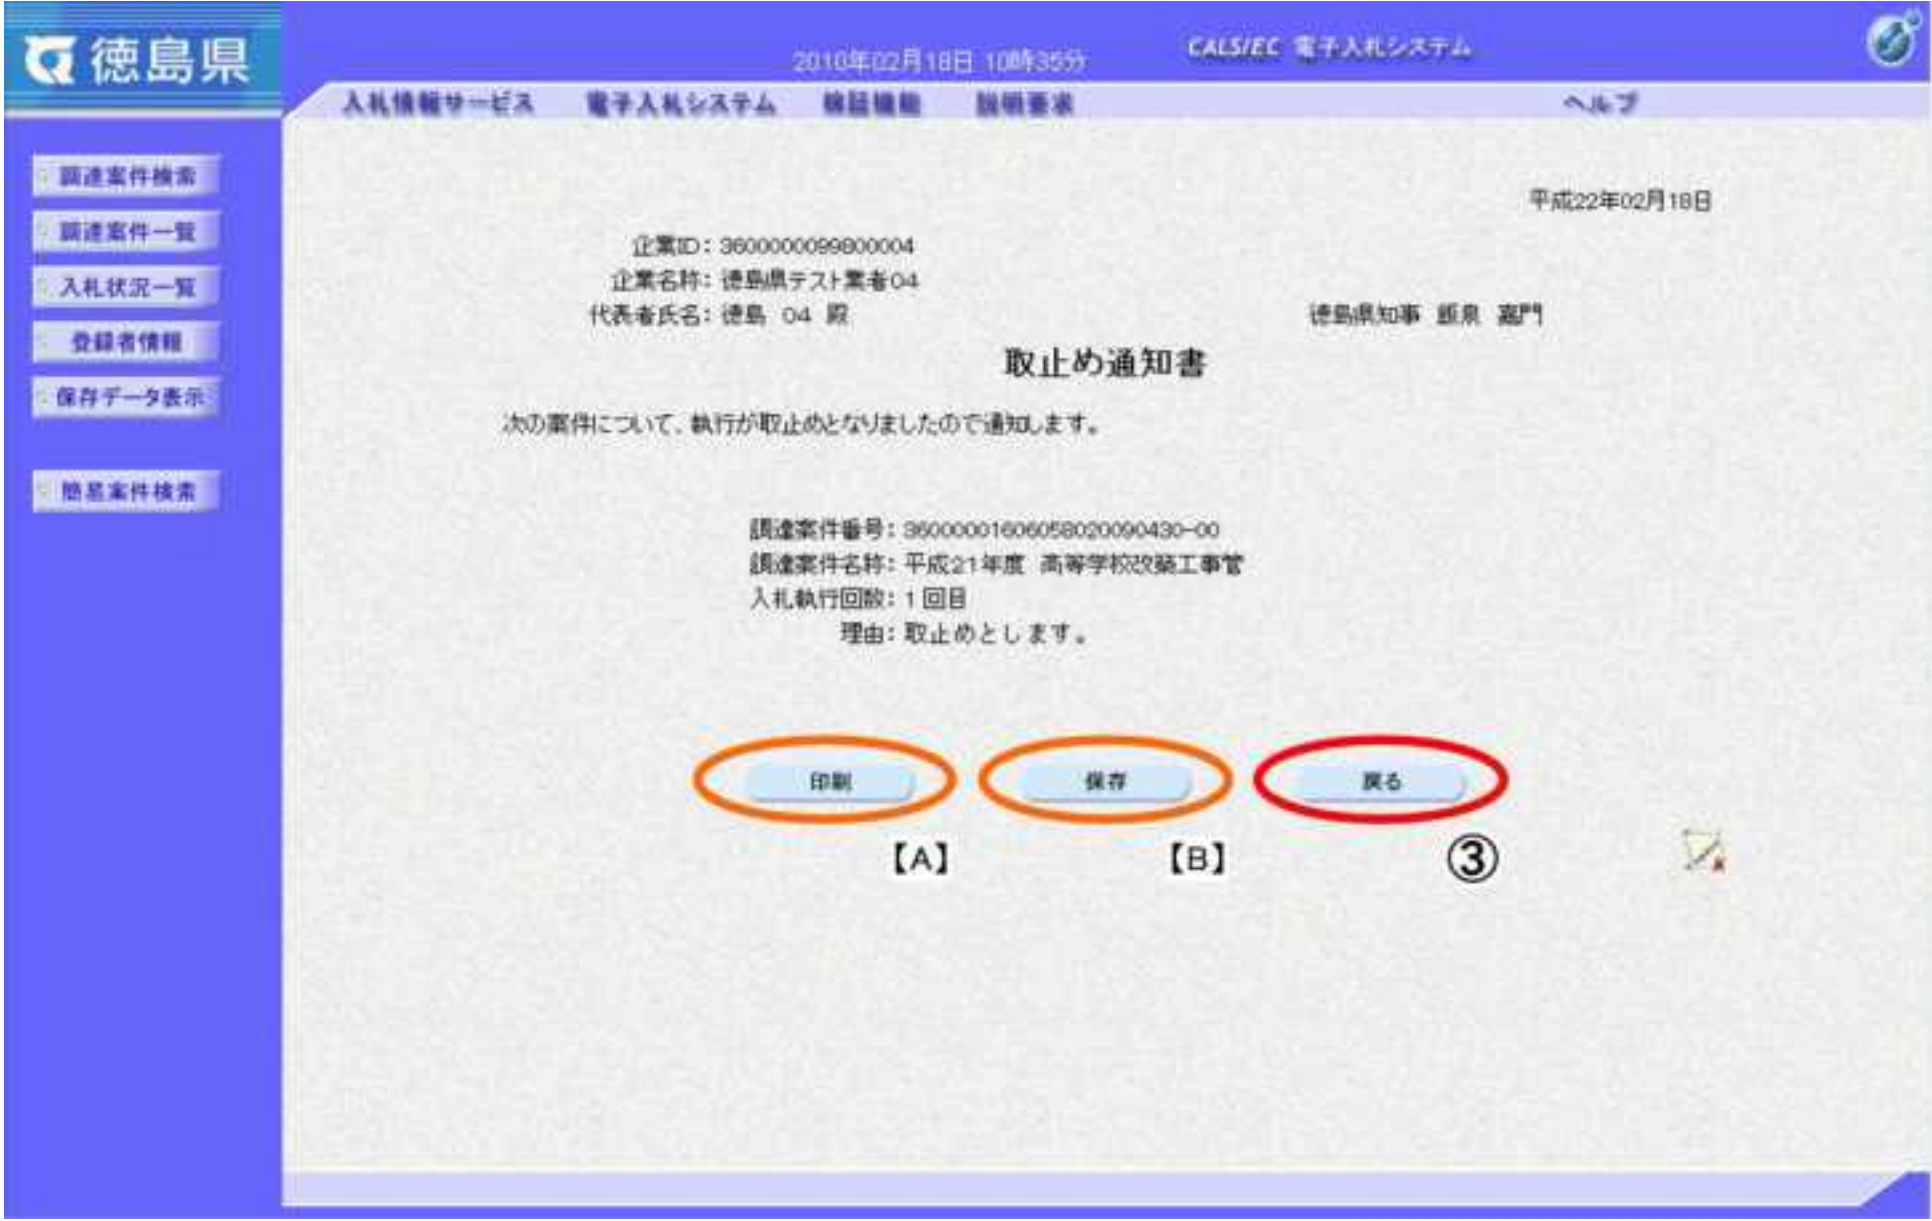 徳島県
2010年02月18日 10時35分
CALS/EC 電子入札システム
入札情報サービス 電子入札システム 検証機能 説明要求 ヘルプ
調達案件検索
調達案件一覧
入札状況一覧
登録者情報
保存データ表示
簡易案件検索
平成22年02月18日
企業ID：3600000099800004
企業名称：徳島県テスト業者04
代表者氏名：徳島 04 殿
徳島県知事 飯泉 嘉門
取止め通知書
次の案件について、執行が取止めとなりましたので通知します。
調達案件番号：3600000160605802009​0430-00
調達案件名称：平成21年度 高等学校改築工事管
入札執行回数：1回目
理由：取止めとします。
印刷 保存 戻る
【A】 【B】 ③